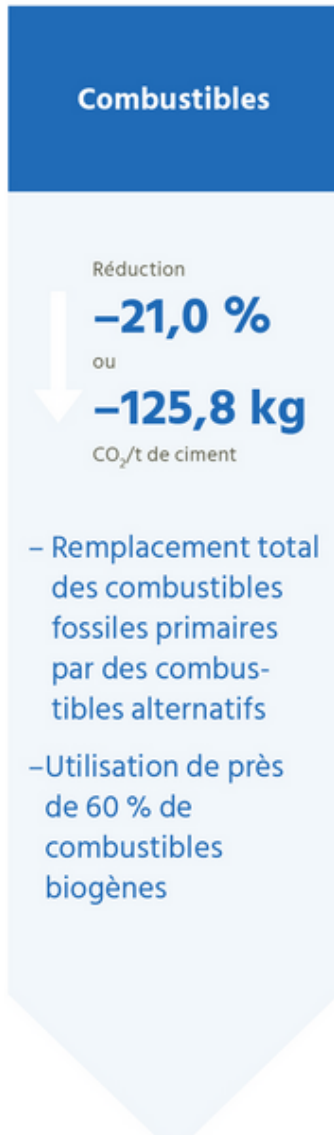 Combustibles
Réduction
–21,0 %
ou
–125,8 kg
CO₂/t de ciment
– Remplacement total
des combustibles
fossiles primaires
par des combus-
tibles alternatifs
–Utilisation de près
de 60 % de
combustibles
biogènes